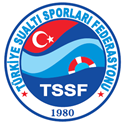 TÜRKİYE SUALTI SPORLARI FEDERASYONU
TSSF
1980